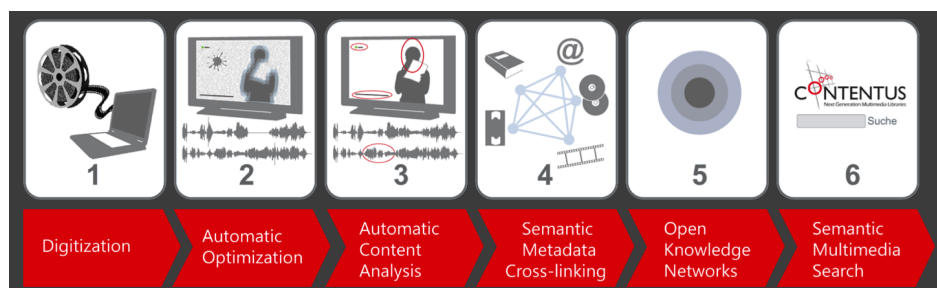 @
CONTENTUS
Next Generation Multimedia Libraries
Suche
1
2
3
4
5
6
Digitization
Automatic
Optimization
Automatic
Content
Analysis
Semantic
Metadada
Cross-linking
Open
Knowledge
Networks
Semantic
Multimedia
Search